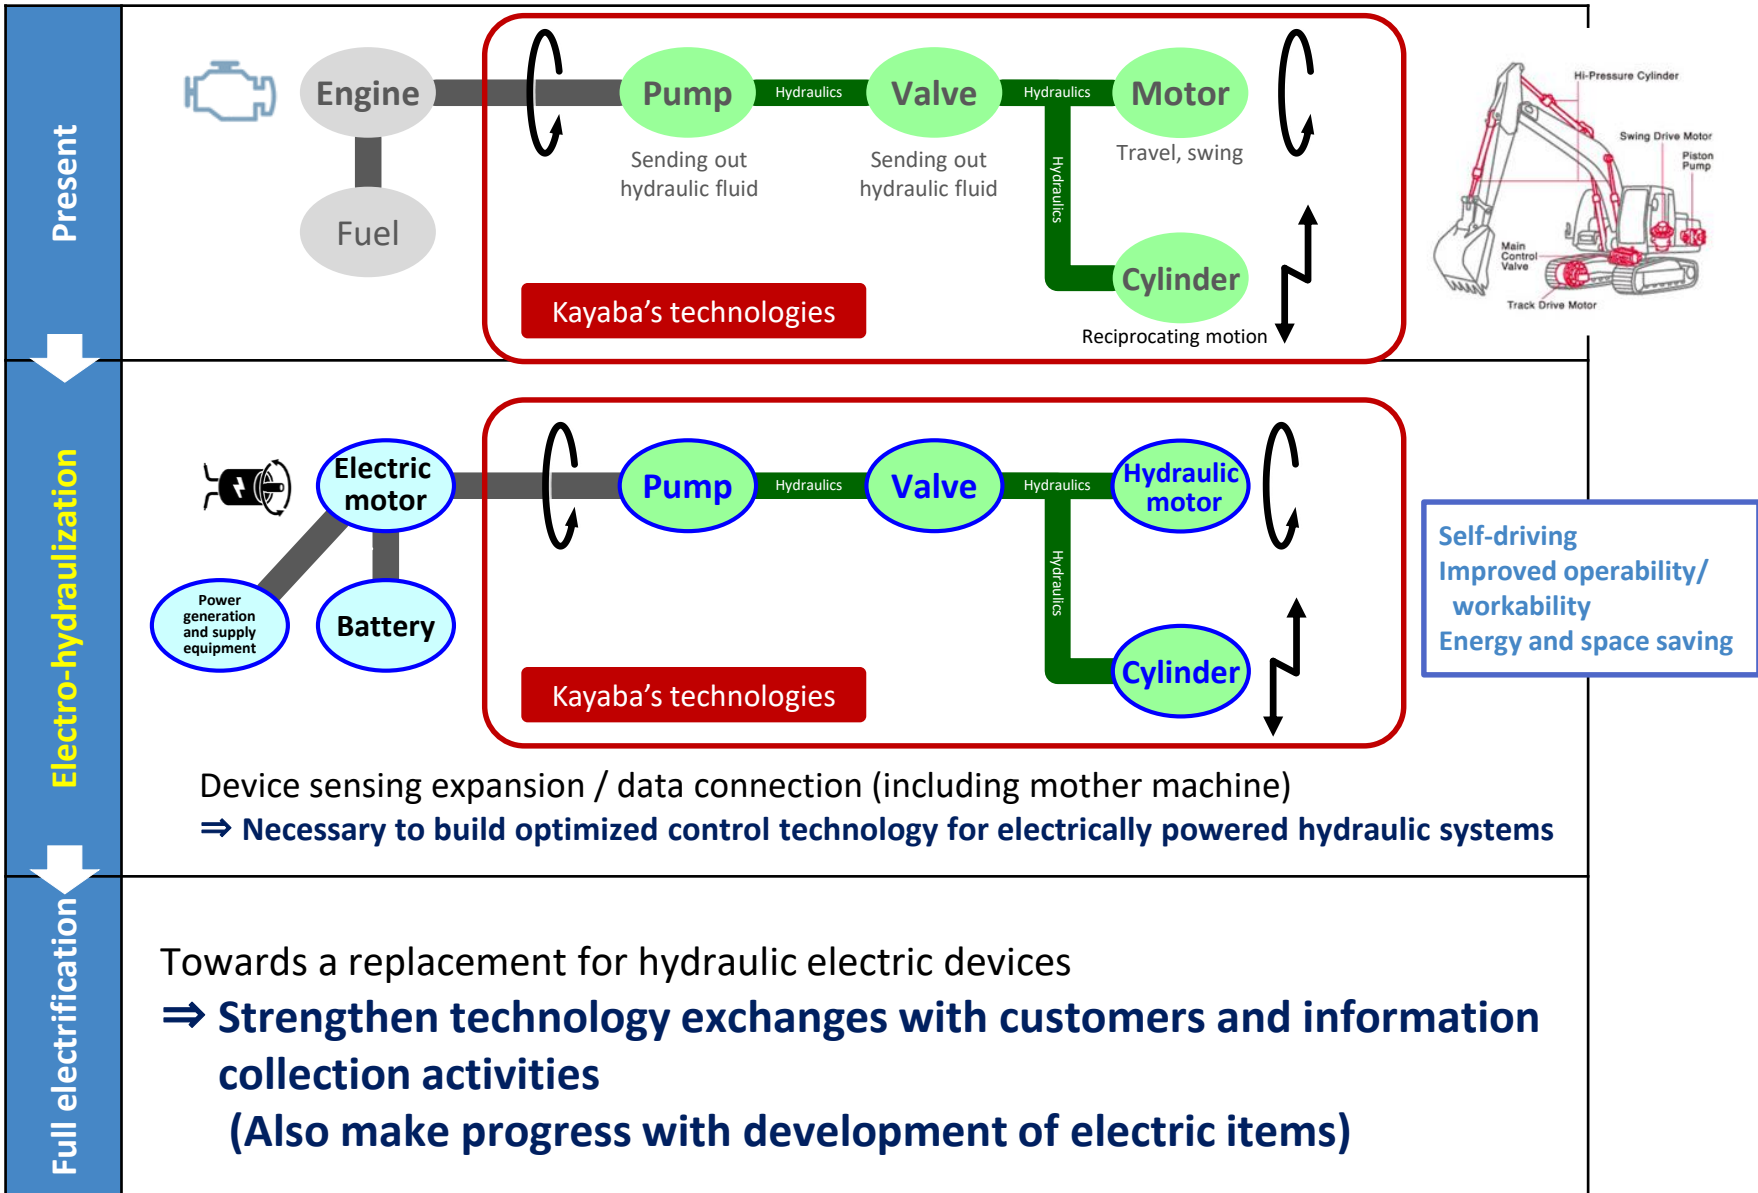 Present
Engine
Fuel
Pump
Hydraulics
Valve
Hydraulics
Motor
Sending out
hydraulic fluid
Sending out
hydraulic fluid
Travel, swing
Hydraulics
Cylinder
Reciprocating motion
Kayaba’s technologies
Hi-Pressure Cylinder
Swing Drive Motor
Piston
Pump
Main
Control
Valve
Track Drive Motor
Electro-hydraulization
Electric
motor
Power
generation
and supply
equipment
Battery
Pump
Hydraulics
Valve
Hydraulics
Hydraulic
motor
Hydraulics
Cylinder
Kayaba’s technologies
Self-driving
Improved operability/
workability
Energy and space saving
Device sensing expansion / data connection (including mother machine)
⇒ Necessary to build optimized control technology for electrically powered hydraulic systems
Full electrification
Towards a replacement for hydraulic electric devices
⇒ Strengthen technology exchanges with customers and information
collection activities
(Also make progress with development of electric items)